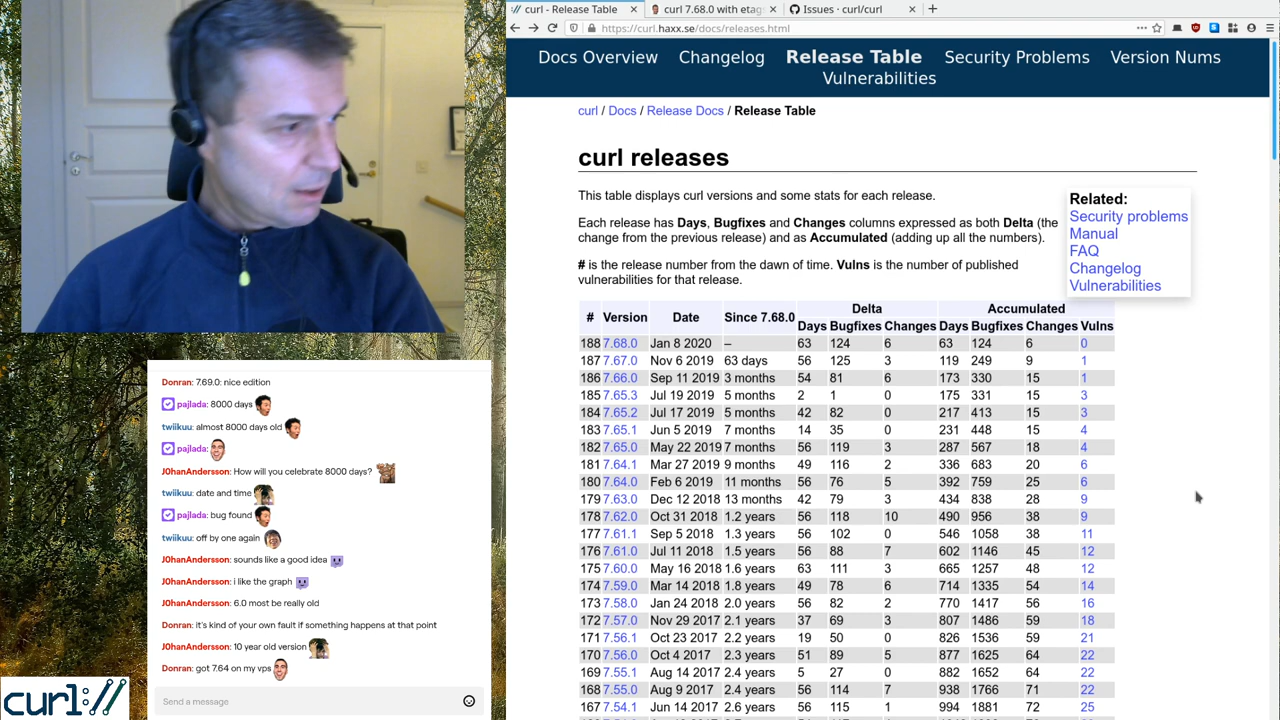 curl - Release Table
curl 7.68.0 with etag
Issues · curl/curl
https://curl.haxx.se/docs/releases.html
Docs Overview Changelog Release Table Security Problems Version Nums
Vulnerabilities
curl / Docs / Release Docs / Release Table
curl releases
This table displays curl versions and some stats for each release.
Each release has Days, Bugfixes and Changes columns expressed as both Delta (the
change from the previous release) and as Accumulated (adding up all the numbers).
# is the release number from the dawn of time. Vulns is the number of published
vulnerabilities for that release.
Related:
Security problems
Manual
FAQ
Changelog
Vulnerabilities
# Version Date Since 7.68.0 Delta Accumulated
Days Bugfixes Changes Days Bugfixes Changes Vulns
188 7.68.0 Jan 8 2020 – 63 124 6 63 124 6 0
187 7.67.0 Nov 6 2019 63 days 56 125 3 119 249 9 1
186 7.66.0 Sep 11 2019 3 months 54 81 6 173 330 15 1
185 7.65.3 Jul 19 2019 5 months 2 1 0 175 331 15 3
184 7.65.2 Jul 17 2019 5 months 42 82 0 217 413 15 3
183 7.65.1 Jun 5 2019 7 months 14 35 0 231 448 15 4
182 7.65.0 May 22 2019 7 months 56 119 3 287 567 18 4
181 7.64.1 Mar 27 2019 9 months 49 116 2 336 683 20 6
180 7.64.0 Feb 6 2019 11 months 56 76 5 392 759 25 6
179 7.63.0 Dec 12 2018 13 months 42 79 3 434 838 28 9
178 7.62.0 Oct 31 2018 1.2 years 56 118 10 490 956 38 9
177 7.61.1 Sep 5 2018 1.3 years 56 102 0 546 1058 38 11
176 7.61.0 Jul 11 2018 1.5 years 56 88 7 602 1146 45 12
175 7.60.0 May 16 2018 1.6 years 63 111 3 665 1257 48 12
174 7.59.0 Mar 14 2018 1.8 years 49 78 6 714 1335 54 14
173 7.58.0 Jan 24 2018 2.0 years 56 82 2 770 1417 56 16
172 7.57.0 Nov 29 2017 2.1 years 37 69 3 807 1486 59 18
171 7.56.1 Oct 23 2017 2.2 years 19 50 0 826 1536 59 21
170 7.56.0 Oct 4 2017 2.3 years 51 89 5 877 1625 64 22
169 7.55.1 Aug 14 2017 2.4 years 5 27 0 882 1652 64 22
168 7.55.0 Aug 9 2017 2.4 years 56 114 7 938 1766 71 22
167 7.54.1 Jun 14 2017 2.6 years 56 115 1 994 1881 72 25
Donran: 7.69.0: nice edition
pajlada: 8000 days
twiikuu: almost 8000 days old
pajlada:
J0hanAndersson: How will you celebrate 8000 days?
twiikuu: date and time
pajlada: bug found
twiikuu: off by one again
J0hanAndersson: sounds like a good idea
J0hanAndersson: i like the graph
J0hanAndersson: 6.0 most be really old
Donran: it's kind of your own fault if something happens at that point
J0hanAndersson: 10 year old version
Donran: got 7.64 on my vps
Send a message
curl://